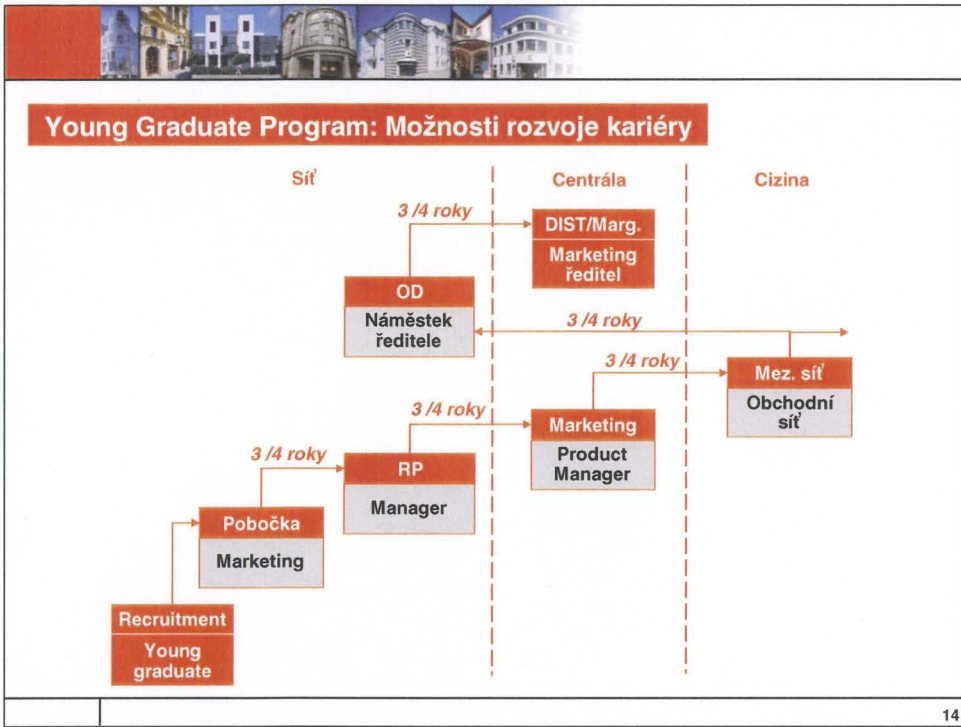 Young Graduate Program: Možnosti rozvoje kariéry
Síť
Centrála
Cizina
3 /4 roky
DIST/Marg.
Marketing
ředitel
OD
Náměstek
ředitele
3 /4 roky
3 /4 roky
Mez. síť
Obchodní
síť
3 /4 roky
Marketing
Product
Manager
3 /4 roky
RP
Manager
Pobočka
Marketing
Recruitment
Young
graduate
14